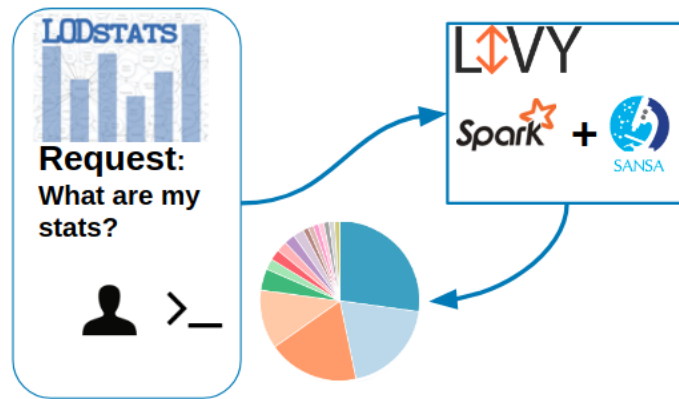 LODSTATS
Request:
What are my
stats?
>_
LIVY
Spark + SANSA